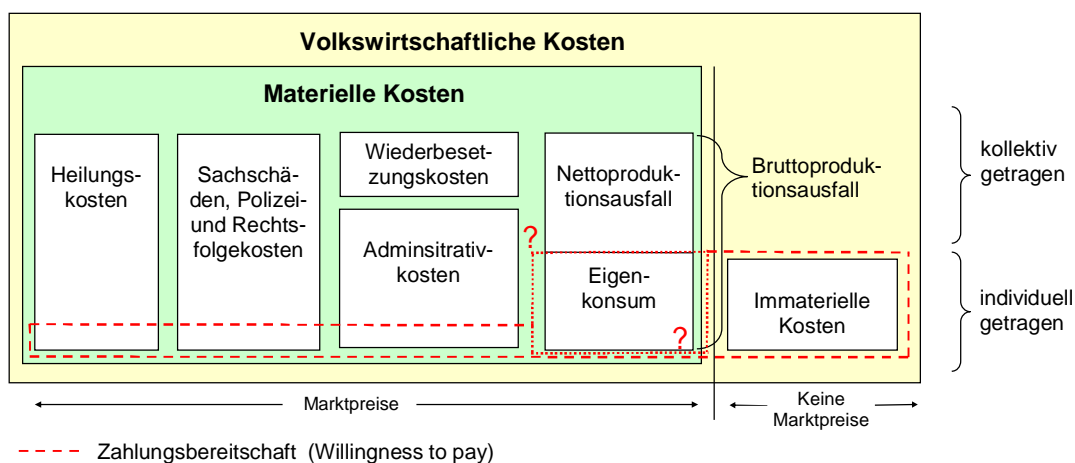 Volkswirtschaftliche Kosten
Materielle Kosten
Heilungs-
kosten
Sachschä-
den, Polizei-
und Rechts-
folgekosten
Wiederbeset-
zungskosten
Adminsitrativ-
kosten
Nettoproduk-
tionsausfall
?
Eigen-
konsum
?
Bruttoproduk-
tionsausfall
Immaterielle
Kosten
kollektiv
getragen
individuell
getragen
Marktpreise
Keine
Marktpreise
Zahlungsbereitschaft (Willingness to pay)